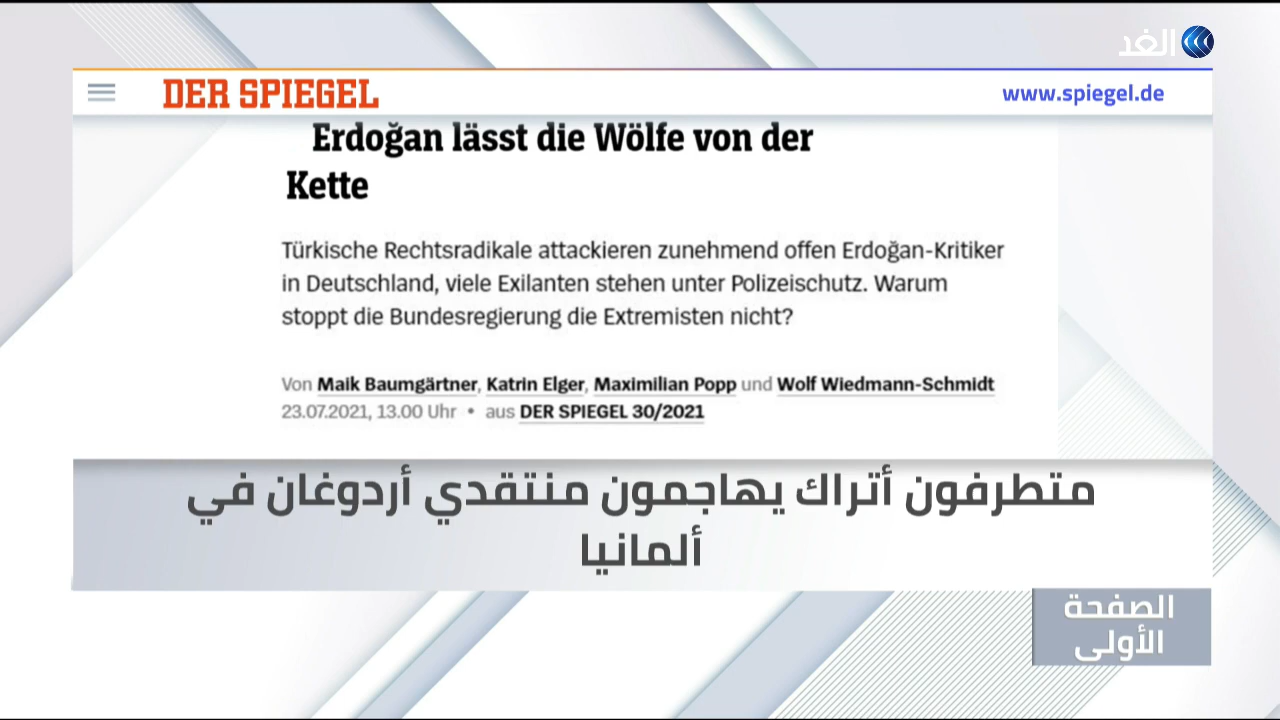 الغد
DER SPIEGEL
www.spiegel.de
Erdoğan lässt die Wölfe von der
Kette
Türkische Rechtsradikale attackieren zunehmend offen Erdoğan-Kritiker
in Deutschland, viele Exilanten stehen unter Polizeischutz. Warum
stoppt die Bundesregierung die Extremisten nicht?
Von Maik Baumgärtner, Katrin Elger, Maximilian Popp und Wolf Wiedmann-Schmidt
23.07.2021, 13.00 Uhr • aus DER SPIEGEL 30/2021
متطرفون أتراك يهاجمون منتقدي أردوغان في
ألمانيا
الصفحة
الأولى